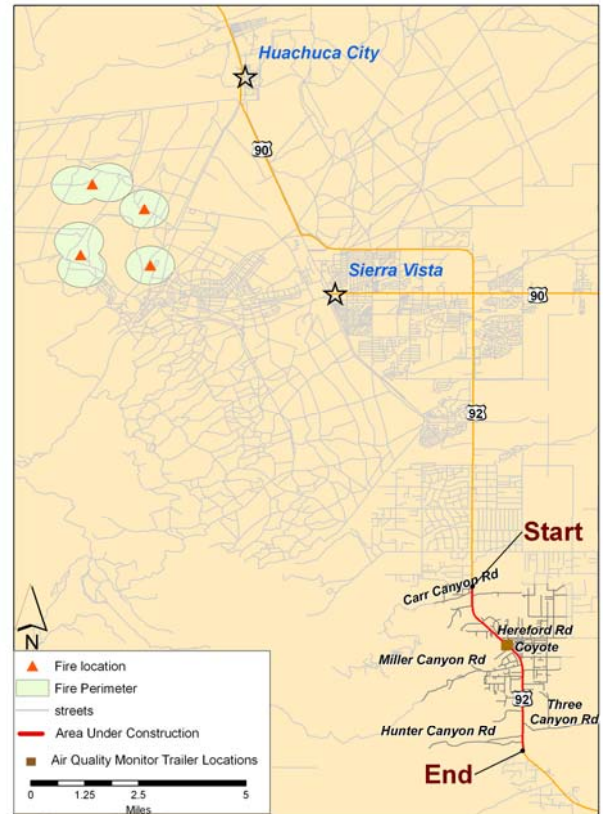 Huachuca City
90
Sierra Vista
90
92
Start
Carr Canyon Rd
Hereford Rd
Coyote
Miller Canyon Rd
92
Three
Canyon Rd
Hunter Canyon Rd
End
N
Fire location
Fire Perimeter
streets
Area Under Construction
Air Quality Monitor Trailer Locations
0 1.25 2.5 5
Miles